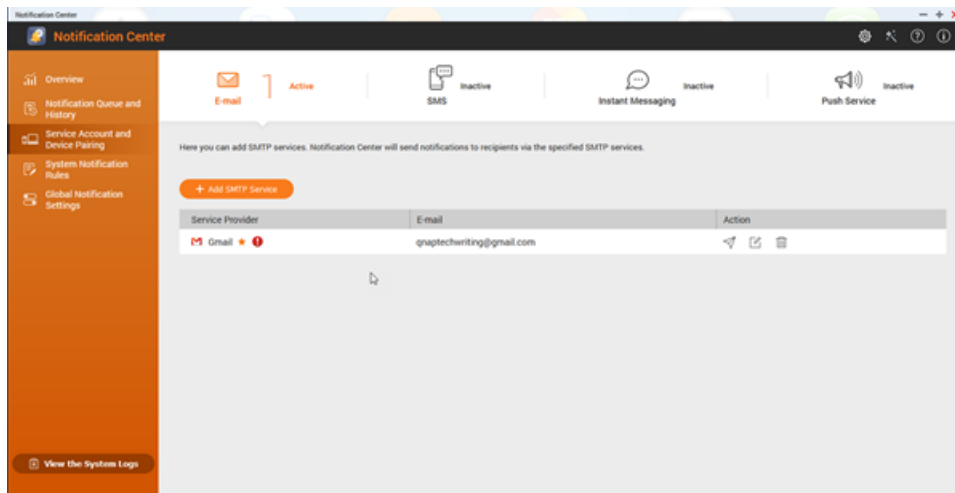 Notification Center
Notification Center
Overview
Notification Queue and
History
Service Account and
Device Pairing
System Notification
Rules
Global Notification
Settings
View the System Logs
E-mail
1 Active
SMS
Inactive
Instant Messaging
Inactive
Push Service
Inactive
Here you can add SMTP services. Notification Center will send notifications to recipients via the specified SMTP services.
+ Add SMTP Service
Service Provider E-mail Action
Gmail qnaptechwriting@gmail.com